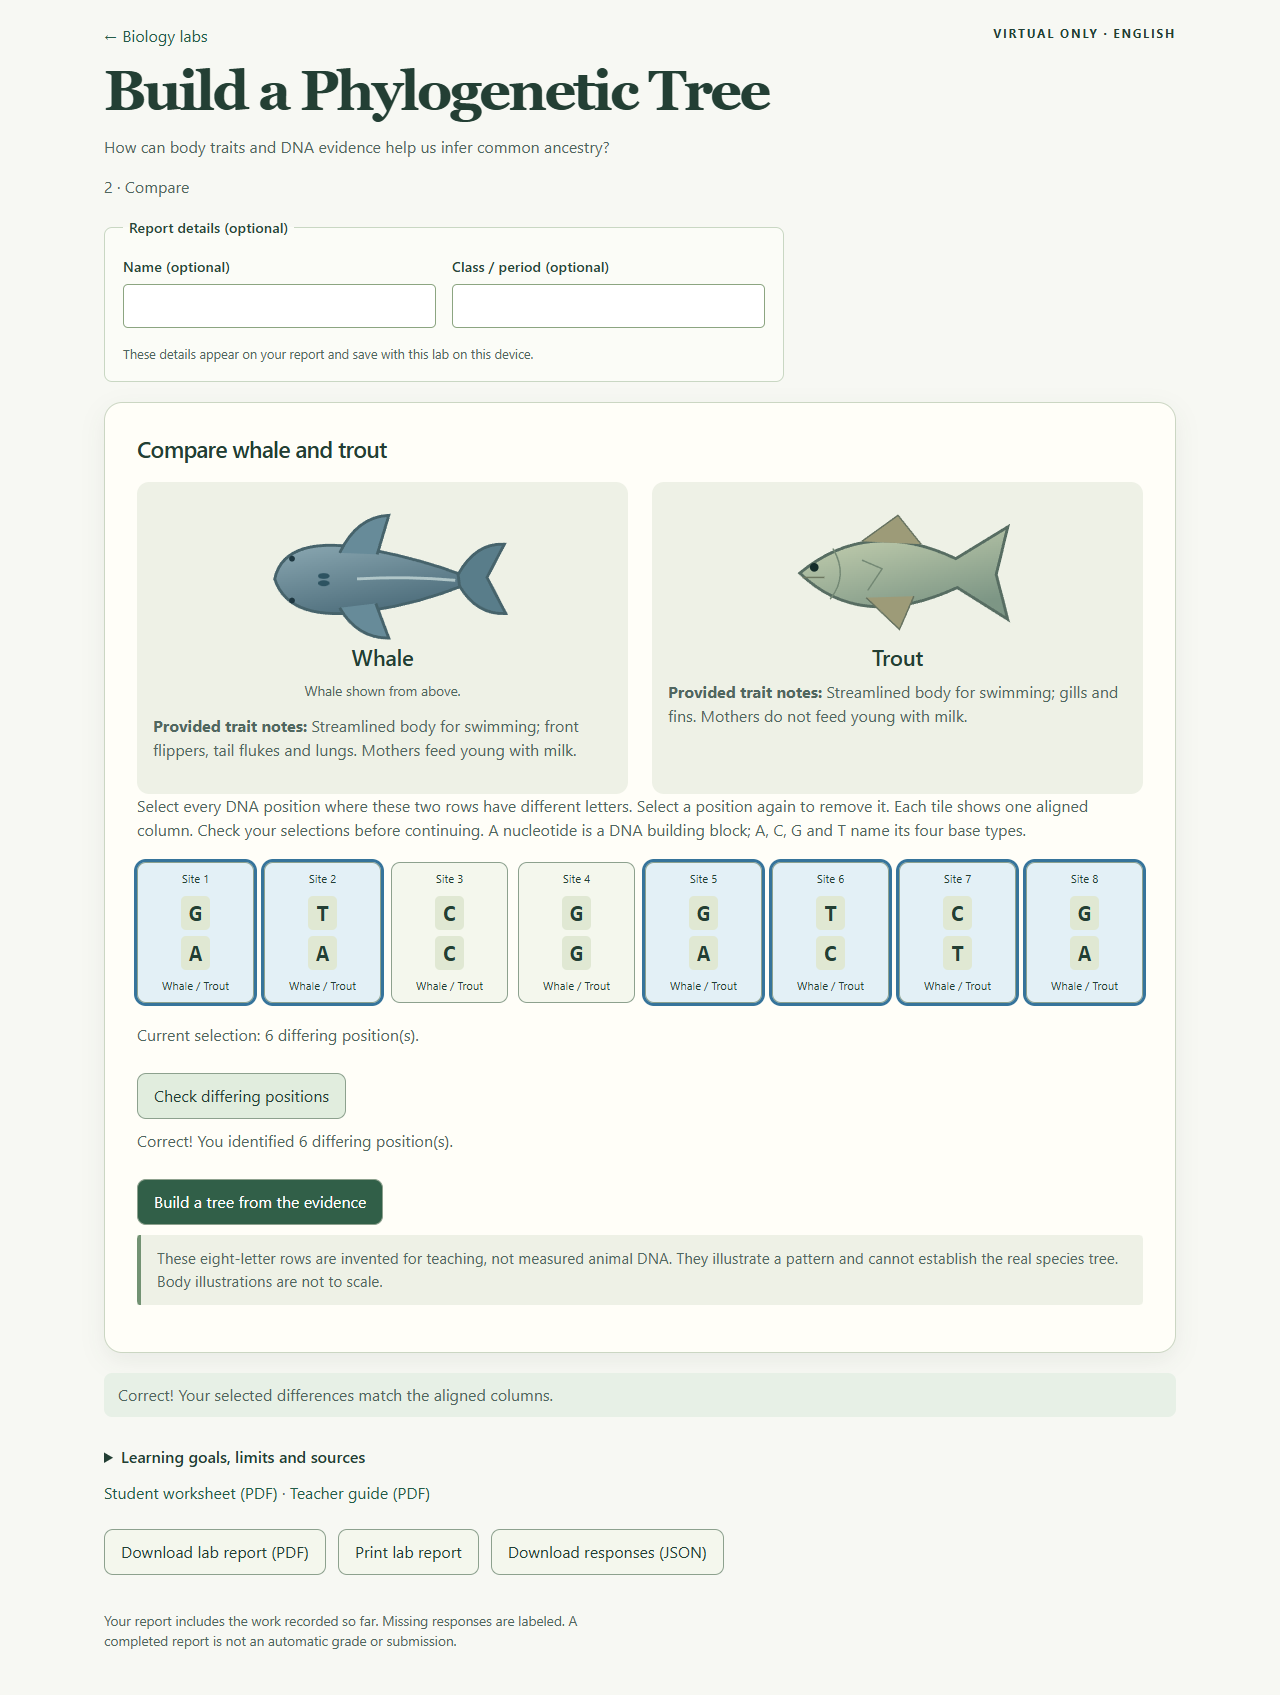 ← Biology labs
VIRTUAL ONLY · ENGLISH
Build a Phylogenetic Tree
How can body traits and DNA evidence help us infer common ancestry?
2 · Compare
Report details (optional)
Name (optional)
Class / period (optional)
These details appear on your report and save with this lab on this device.
Compare whale and trout
Whale
Whale shown from above.
Provided trait notes: Streamlined body for swimming; front
flippers, tail flukes and lungs. Mothers feed young with milk.
Trout
Provided trait notes: Streamlined body for swimming; gills and
fins. Mothers do not feed young with milk.
Select every DNA position where these two rows have different letters. Select a position again to remove it. Each tile shows one aligned
column. Check your selections before continuing. A nucleotide is a DNA building block; A, C, G and T name its four base types.
Site 1
G
A
Whale / Trout
Site 2
T
A
Whale / Trout
Site 3
C
C
Whale / Trout
Site 4
G
G
Whale / Trout
Site 5
G
A
Whale / Trout
Site 6
T
C
Whale / Trout
Site 7
C
T
Whale / Trout
Site 8
G
A
Whale / Trout
Current selection: 6 differing position(s).
Check differing positions
Correct! You identified 6 differing position(s).
Build a tree from the evidence
These eight-letter rows are invented for teaching, not measured animal DNA. They illustrate a pattern and cannot establish the real species tree.
Body illustrations are not to scale.
Correct! Your selected differences match the aligned columns.
▶ Learning goals, limits and sources
Student worksheet (PDF) · Teacher guide (PDF)
Download lab report (PDF)
Print lab report
Download responses (JSON)
Your report includes the work recorded so far. Missing responses are labeled. A
completed report is not an automatic grade or submission.